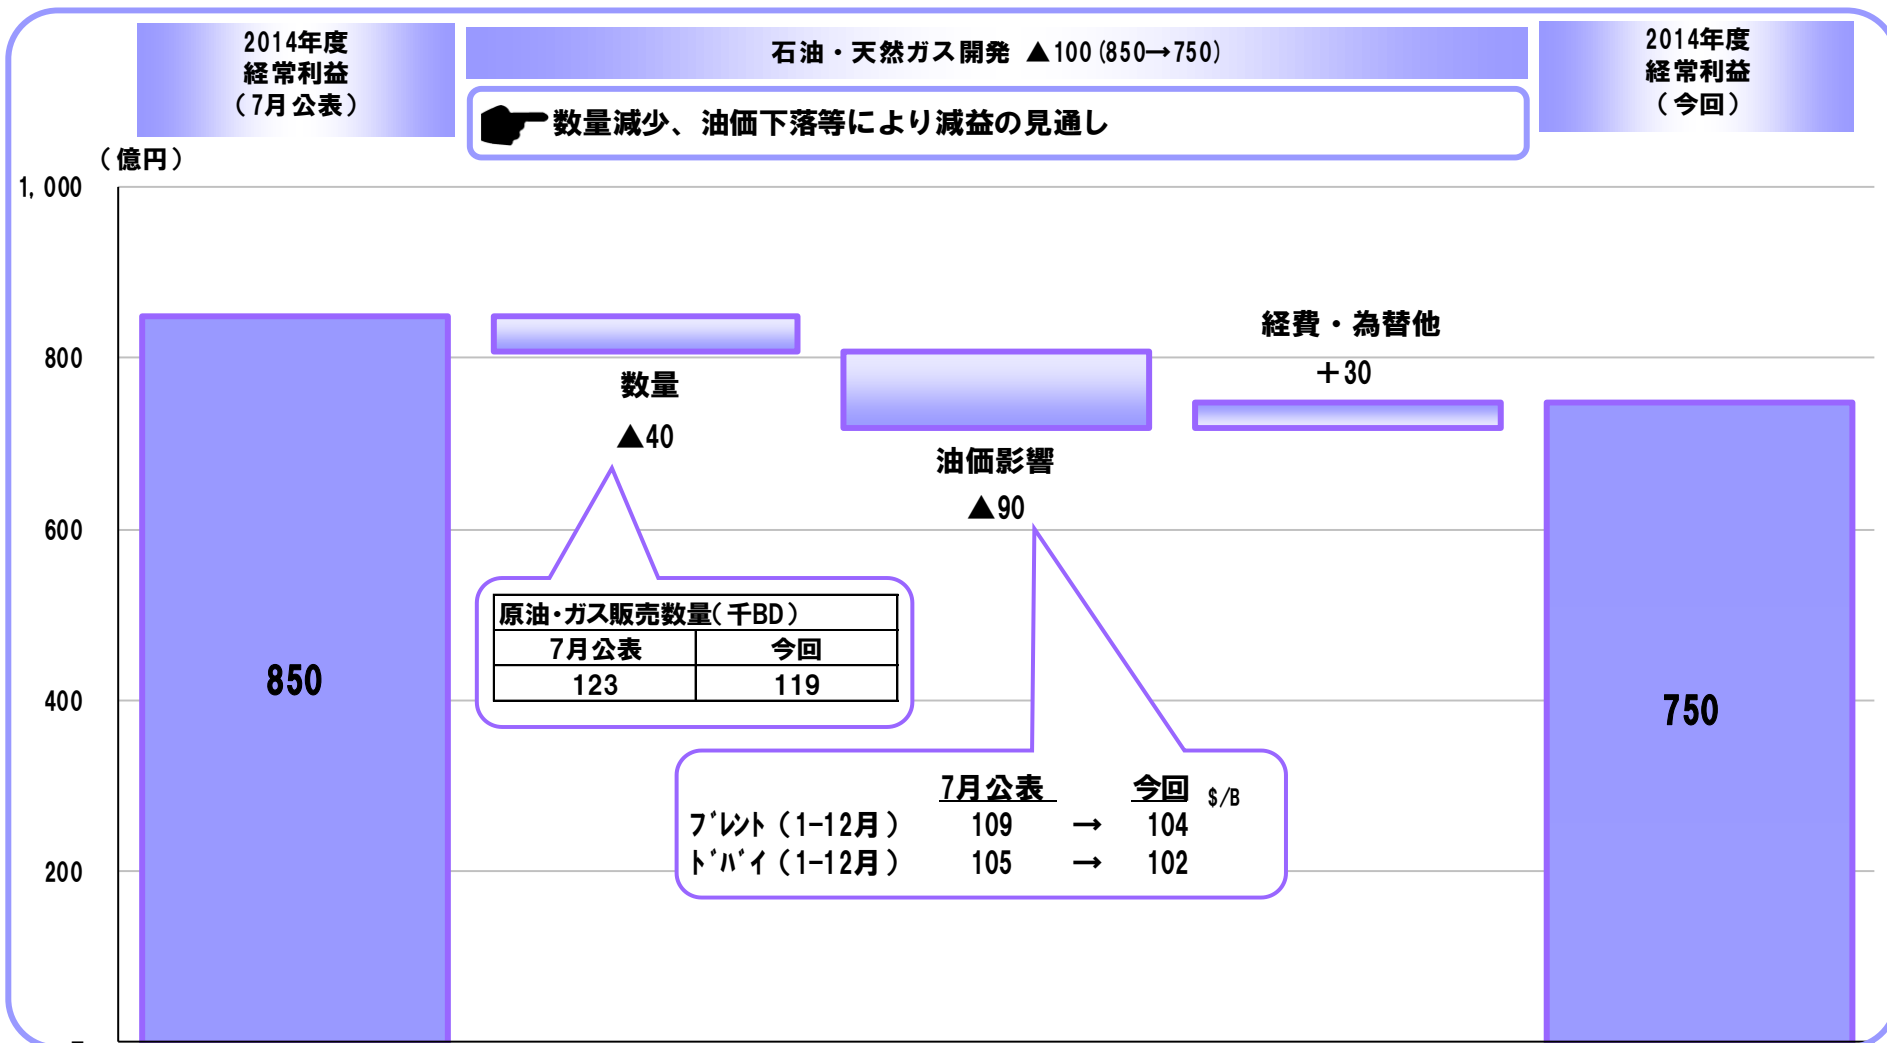 2014年度
経常利益
（7月公表）
石油・天然ガス開発 ▲100(850→750)
数量減少、油価下落等により減益の見通し
2014年度
経常利益
（今回）
（億円）
1,000
800
600
400
200
850
数量
▲40
油価影響
▲90
経費・為替他
＋30
750
原油・ガス販売数量(千BD)
7月公表 今回
123 119
7月公表 今回 $/B
ﾌﾞﾚﾝﾄ（1-12月） 109 → 104
ﾄﾞﾊﾞｲ（1-12月） 105 → 102